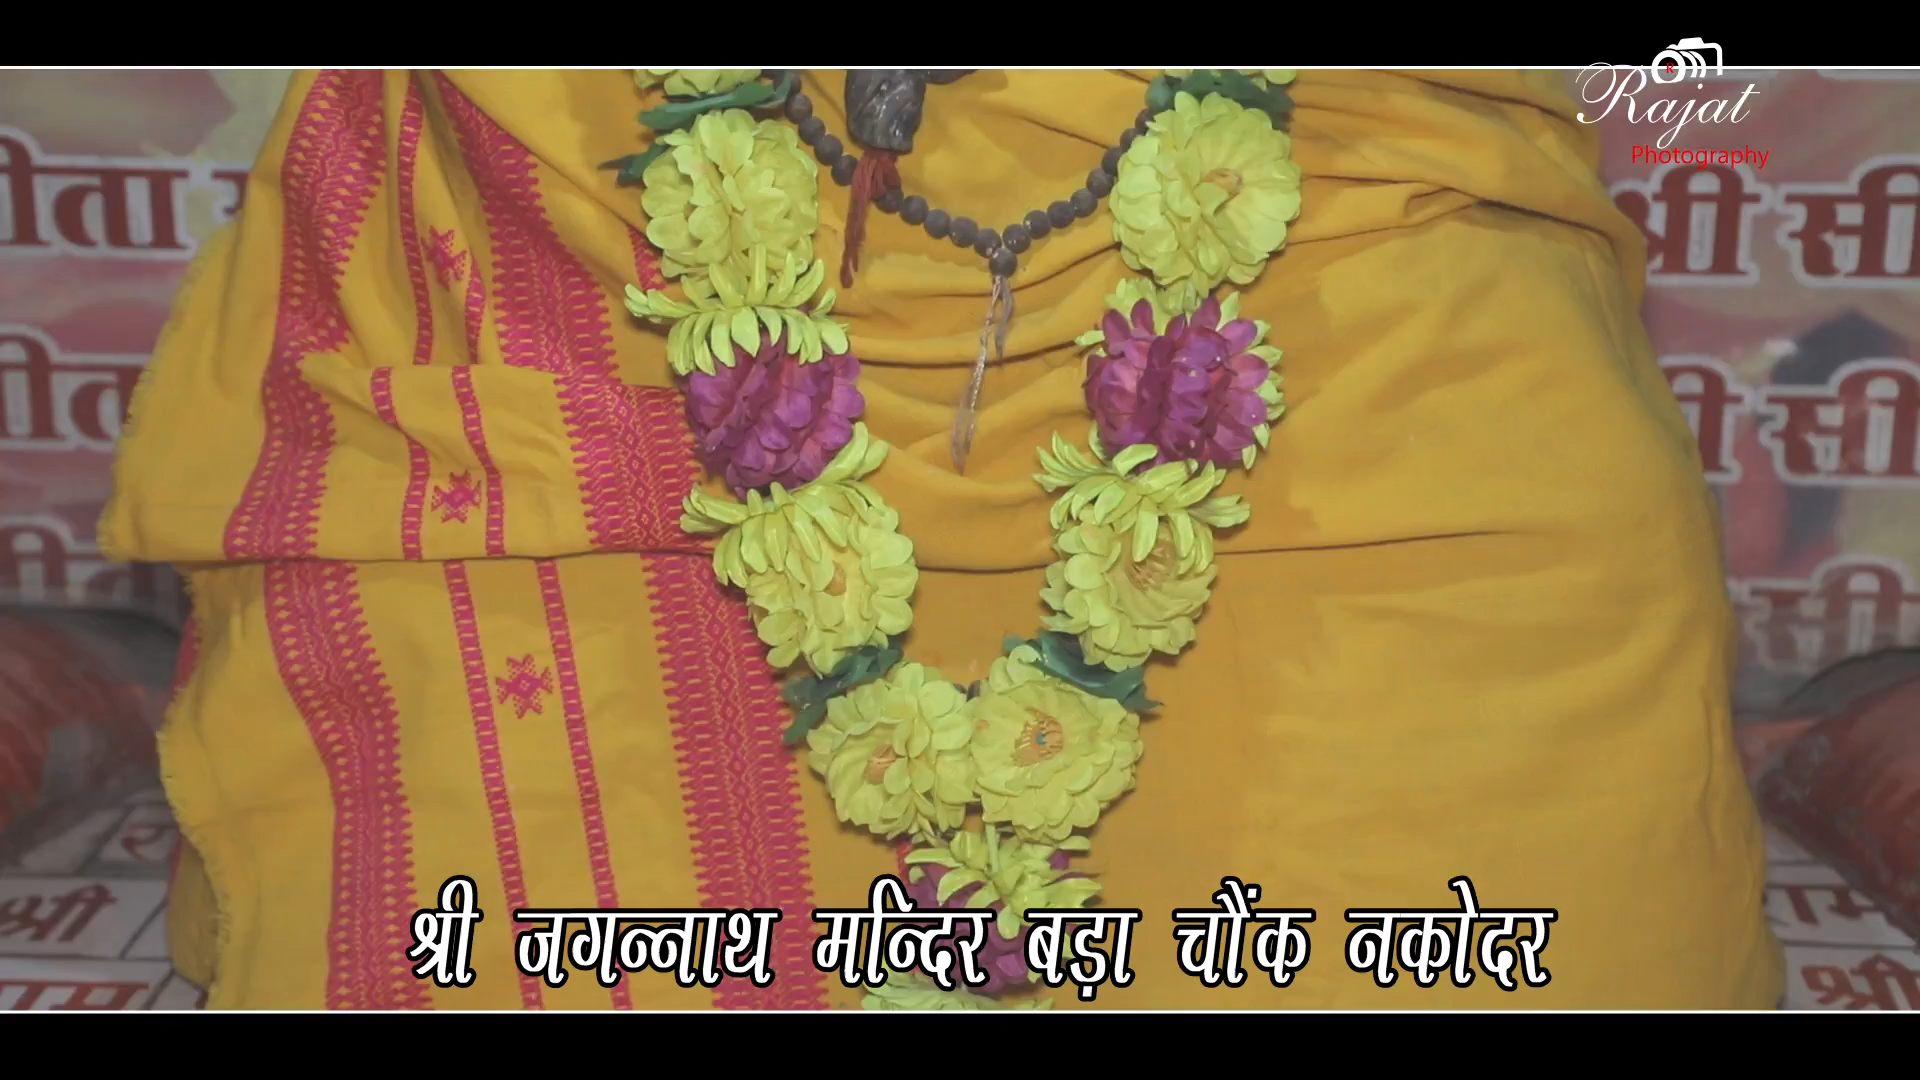 Rajat
Photography
श्री सी
श्री जगन्नाथ मन्दिर बड़ा चौंक नकोदर
श्री
श्री